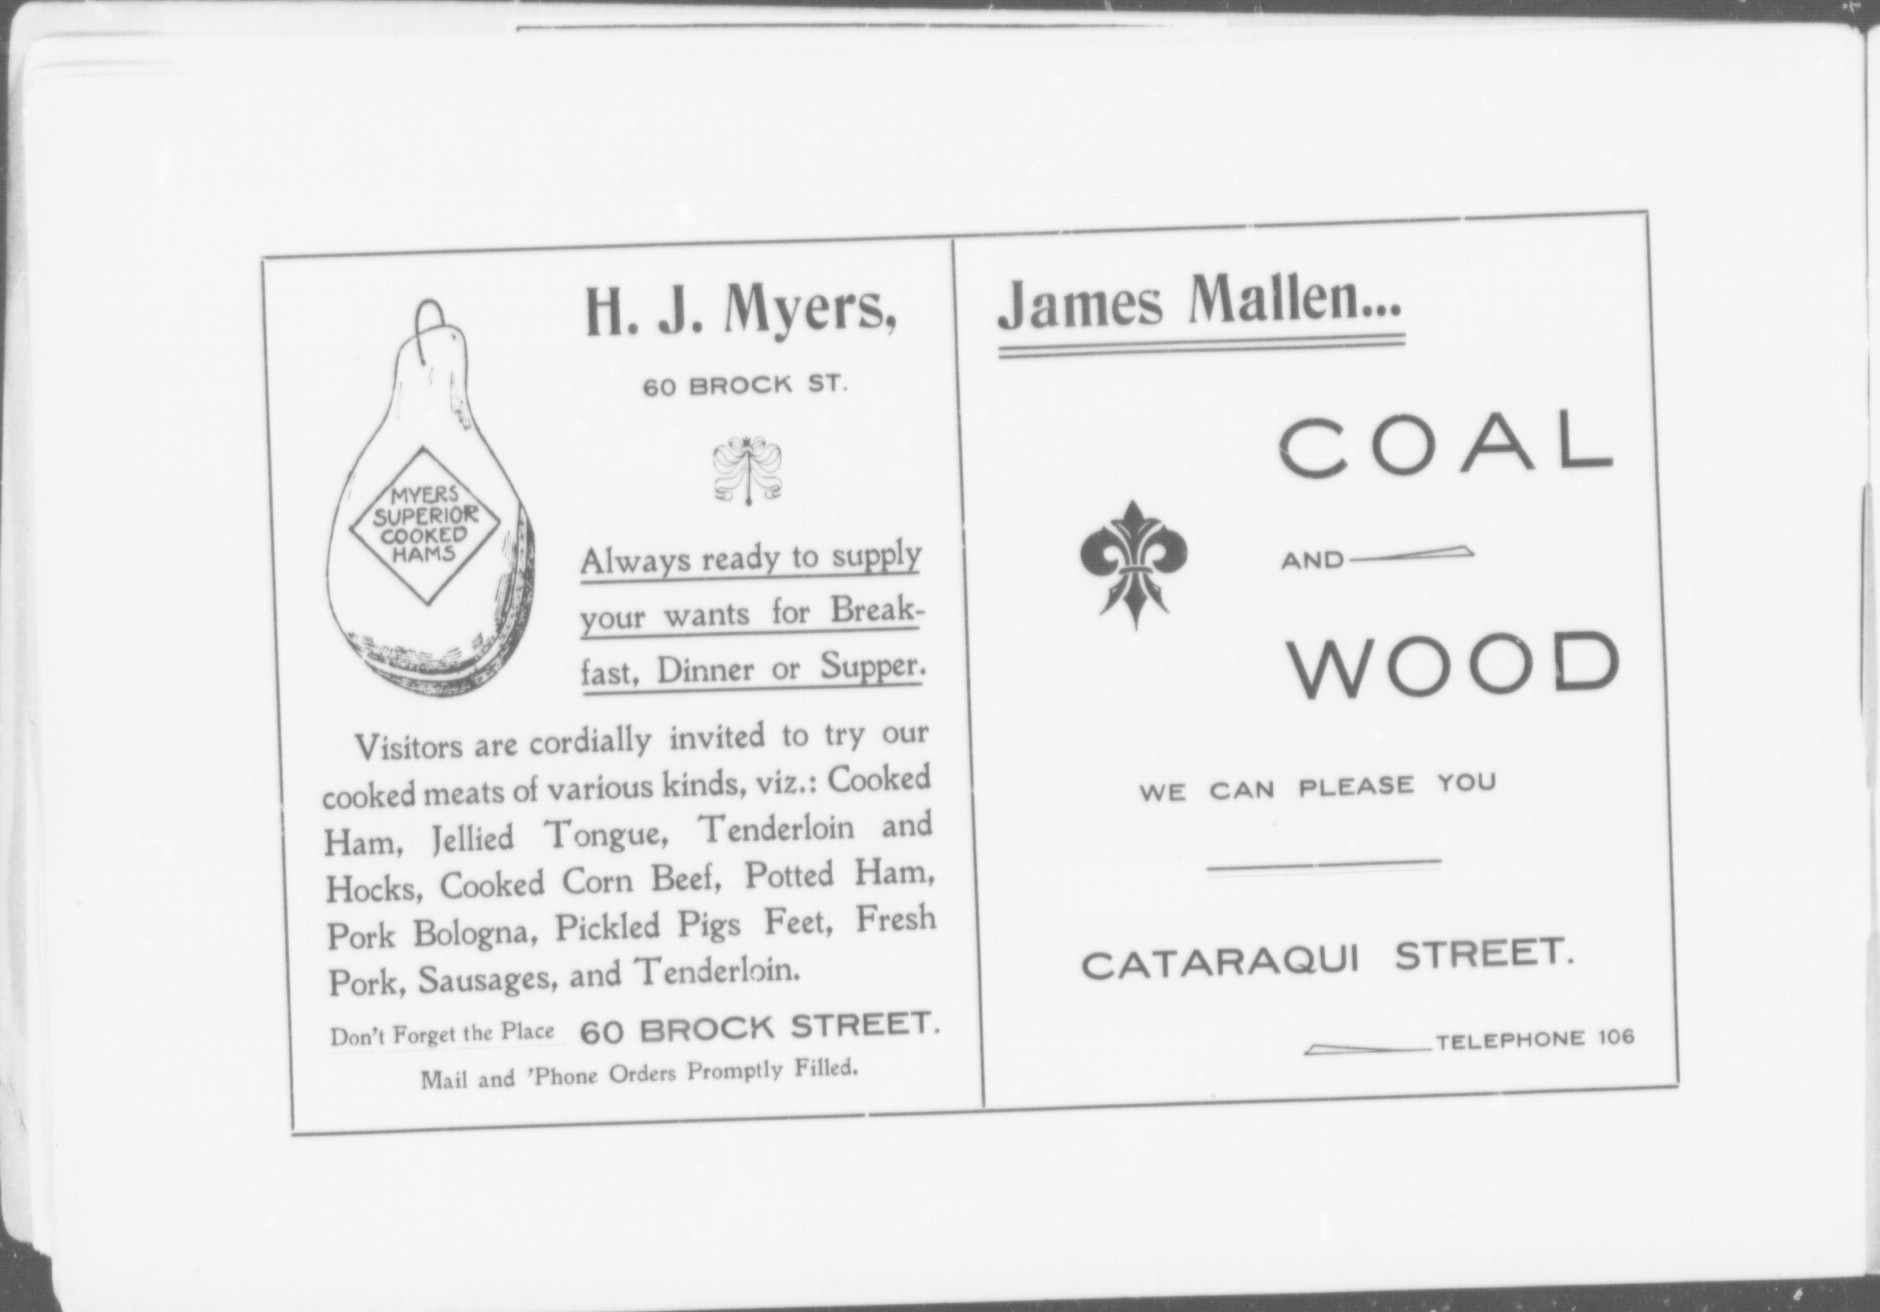 H. J. Myers,
60 BROCK ST.
MYERS
SUPERIOR
COOKED
HAMS
Always ready to supply
your wants for Break-
fast, Dinner or Supper.
Visitors are cordially invited to try our
cooked meats of various kinds, viz.: Cooked
Ham, Jellied Tongue, Tenderloin and
Hocks, Cooked Corn Beef, Potted Ham,
Pork Bologna, Pickled Pigs Feet, Fresh
Pork, Sausages, and Tenderloin.
Don't Forget the Place 60 BROCK STREET.
Mail and 'Phone Orders Promptly Filled.
James Mallen...
COAL
AND
WOOD
WE CAN PLEASE YOU
CATARAQUI STREET.
TELEPHONE 106